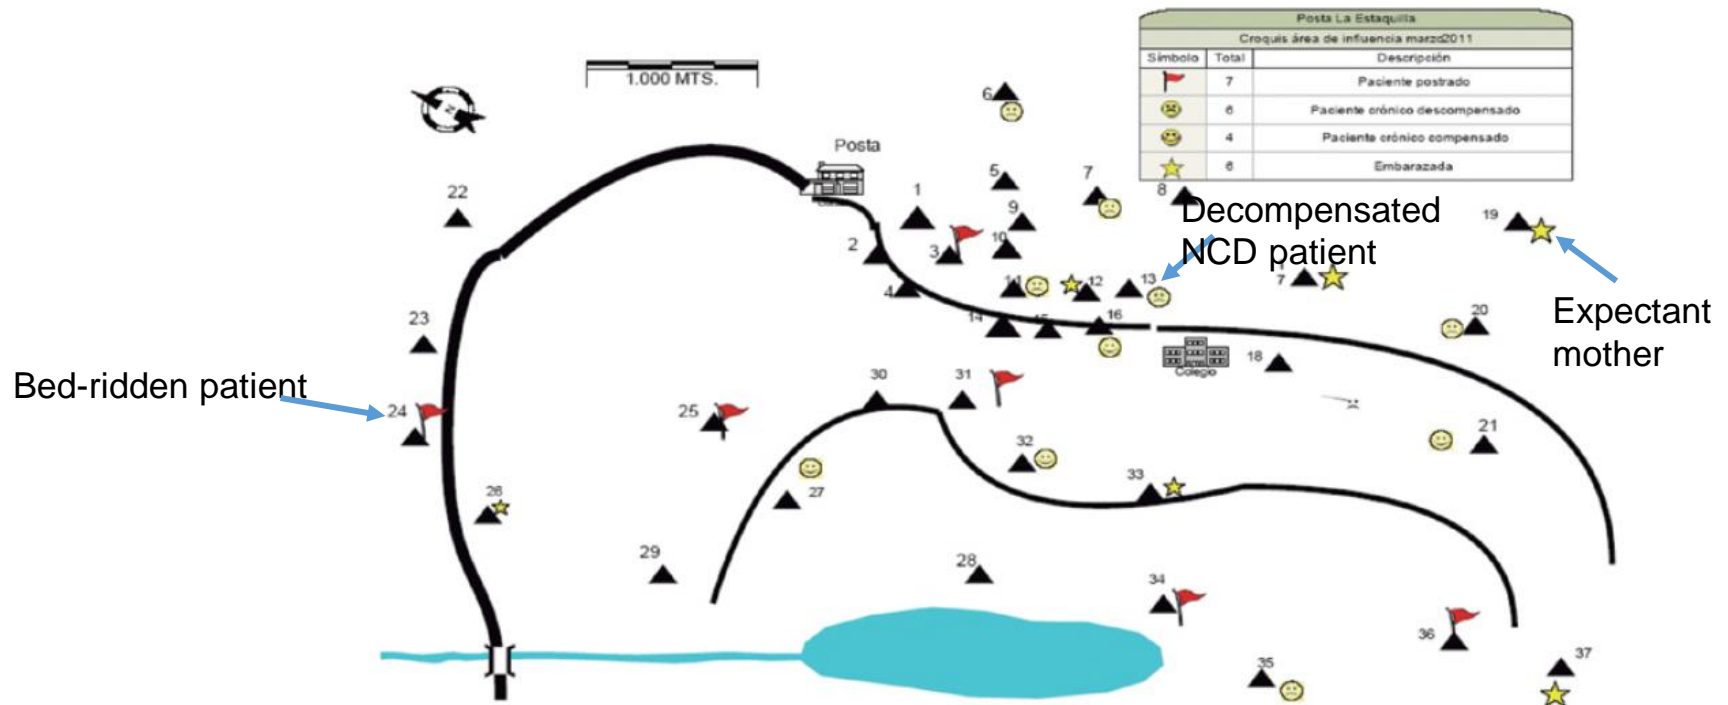 Posta La Estaquilla
Croquis área de influencia marzo2011
Símbolo Total Descripción
7 Paciente postrado
6 Paciente crónico descompensado
4 Paciente crónico compensado
6 Embarazada
1.000 MTS.
N
6
Posta
5
7
8
22
1
9
19
Decompensated
NCD patient
2
3
10
4
11
12
13
7
Expectant
mother
14
15
16
20
23
Colegio
18
Bed-ridden patient
24
25
30
31
21
32
33
26
27
29
28
34
36
35
37